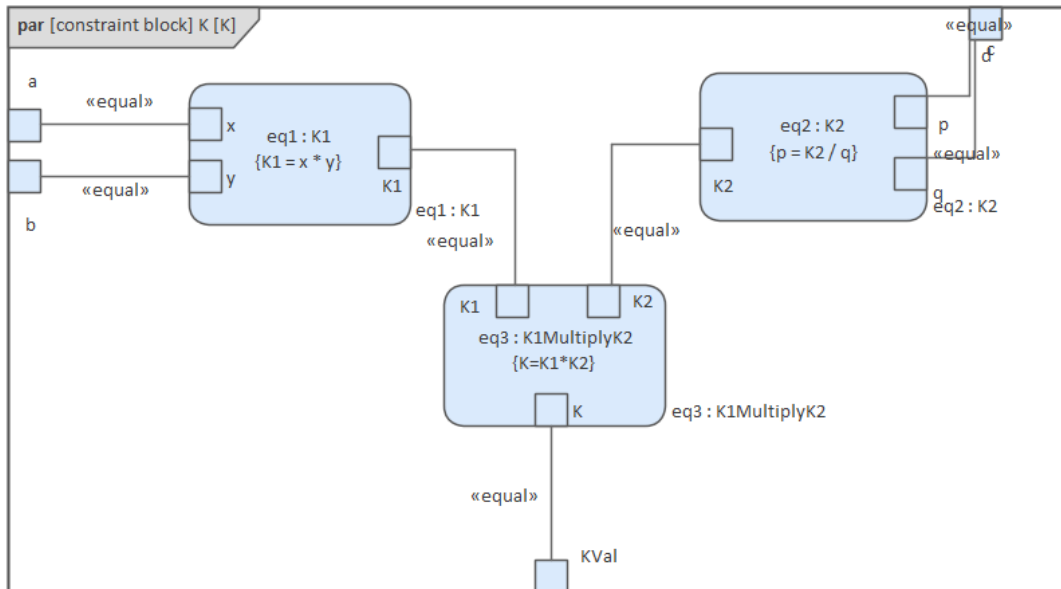 par [constraint block] K [K]
«equal»
d
c
a
«equal»
x
eq1 : K1
{K1 = x * y}
K1
y
«equal»
b
eq1 : K1
«equal»
eq2 : K2
{p = K2 / q}
K2
p
«equal»
q
eq2 : K2
«equal»
K1
K2
eq3 : K1MultiplyK2
{K=K1*K2}
K
eq3 : K1MultiplyK2
«equal»
KVal